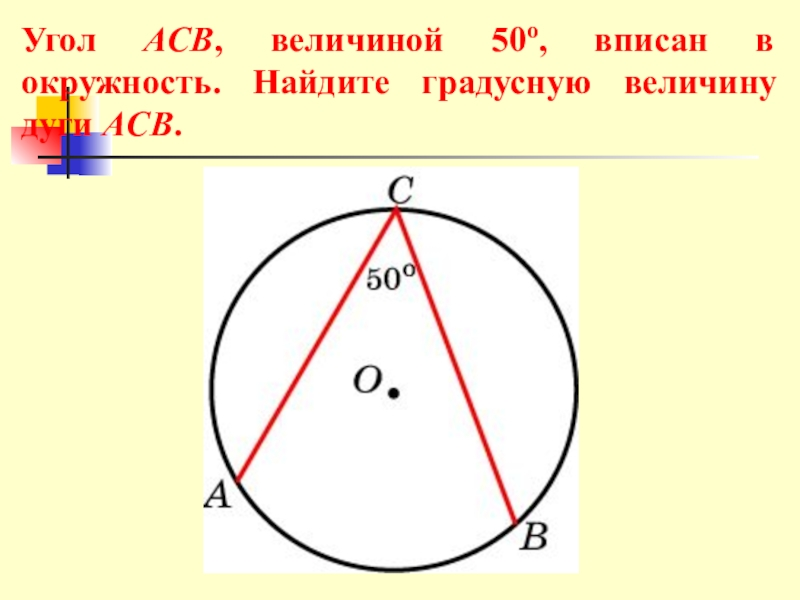 Угол ACB, величиной 50º, вписан в
окружность. Найдите градусную величину
дуги ACB.
C
50º
O
A
B